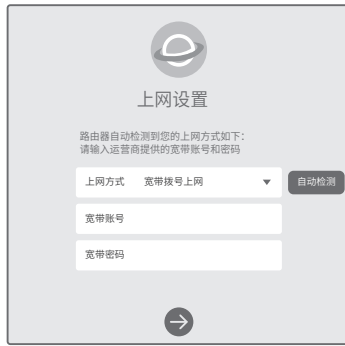 上网设置
路由器自动检测到您的上网方式如下：
请输入运营商提供的宽带账号和密码
上网方式 宽带拨号上网 自动检测
宽带账号
宽带密码